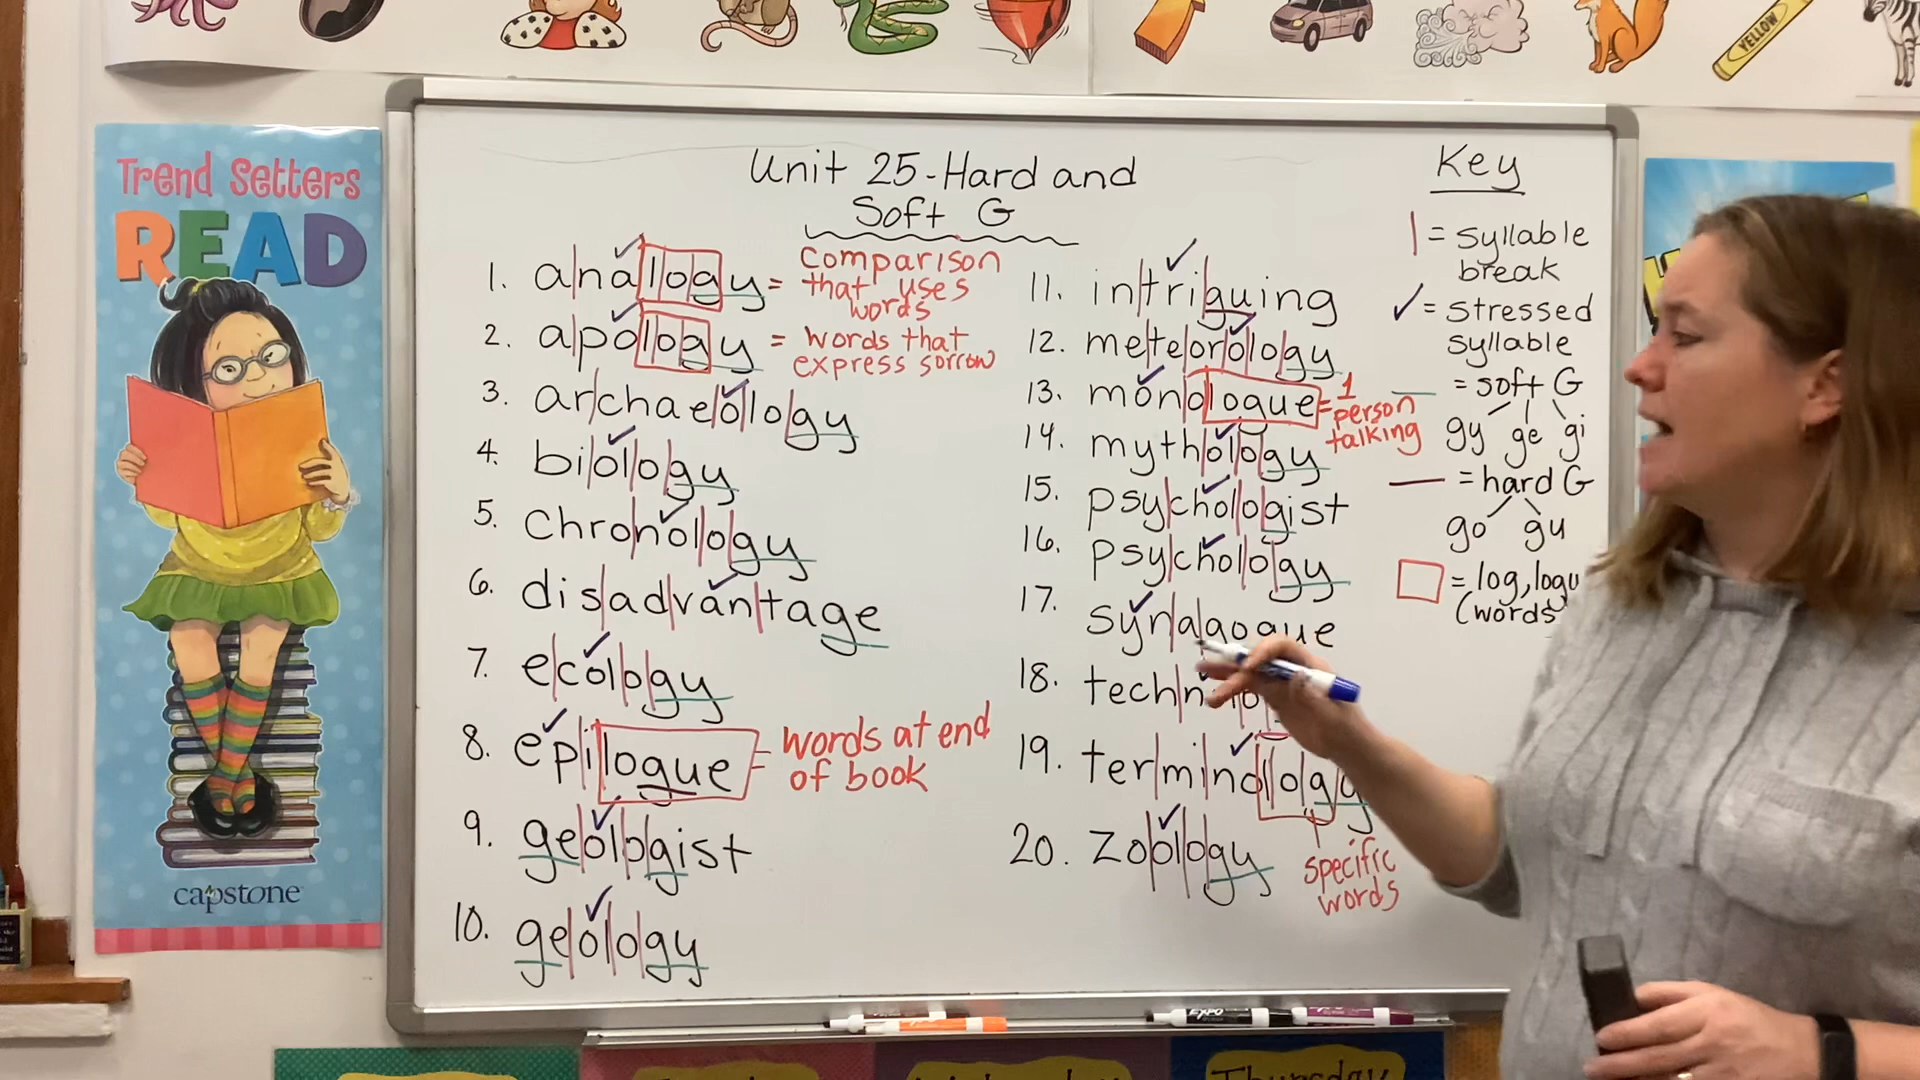 YELLOW
Trend Setters
READ
capstone
Unit 25-Hard and
Soft G
1. analogy = comparison
that uses
words
2. apology = words that
express sorrow
3. archaeology
4. biology
5. chronology
6. disadvantage
7. ecology
8. epilogue = words at end
of book
9. geologist
10. geology
11. intriguing
12. meteorology
13. monologue = 1
person
talking
14. mythology
15. psychologist
16. psychology
17. synagogue
18.
19. terminology
specific
words
20. zoology
Key
| = syllable
break
✓ = stressed
syllable
= soft G
gy ge gi
= hard G
go gu
= log, logu
(words
EXPO
Thursday